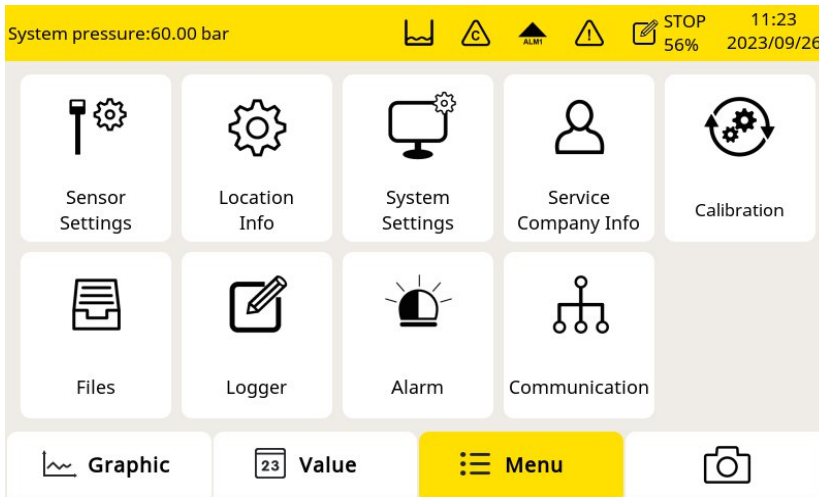 System pressure:60.00 bar
C
ALM1
!
STOP
56%
11:23
2023/09/26
Sensor
Settings
Location
Info
System
Settings
Service
Company Info
Calibration
Files
Logger
Alarm
Communication
Graphic
23
Value
Menu